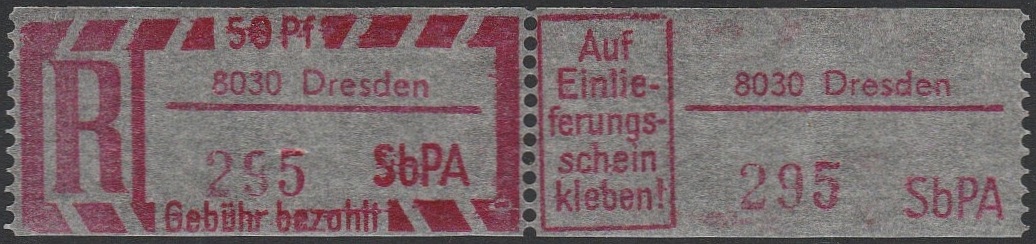 50 Pf
R
8030 Dresden
295 SbPA
Gebühr bezahlt
Auf
Einlie-
ferungs-
schein
kleben!
8030 Dresden
295 SbPA